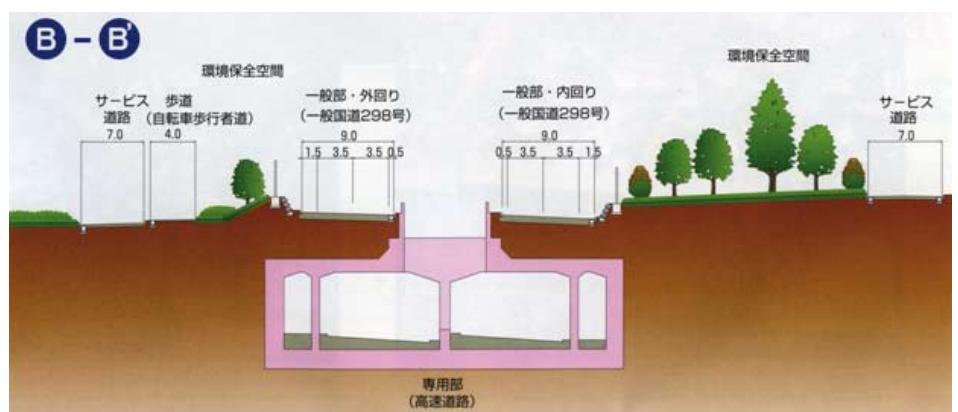 B－B'
環境保全空間
サービス
道路
7.0
歩道
(自転車歩行者道)
4.0
一般部・外回り
(一般国道298号)
9.0
1.5 3.5 3.5 0.5
一般部・内回り
(一般国道298号)
9.0
0.5 3.5 3.5 1.5
環境保全空間
サービス
道路
7.0
専用部
(高速道路)